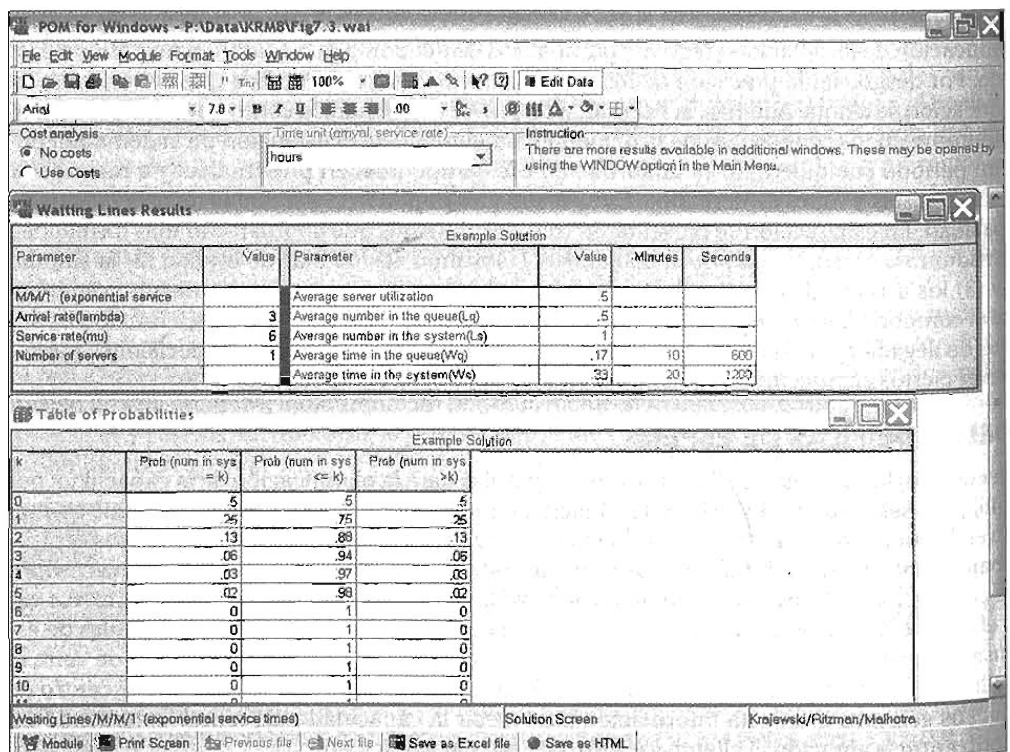 POM for Windows - P:\Data\KRM8\Fig7.3.wai
File Edit View Module Format Tools Window Help
100% Edit Data
Arial 7.8 B I U .00
Cost analysis
No costs
Use Costs
Time unit (arrival, service rate)
hours
Instruction
There are more results available in additional windows. These may be opened by
using the WINDOW option in the Main Menu.
Waiting Lines Results
Example Solution
Parameter Value Parameter Value Minutes Seconds
M/M/1 (exponential service Average server utilization .5
Arrival rate(lambda) 3 Average number in the queue(Lq) .5
Service rate(mu) 6 Average number in the system(Ls) 1
Number of servers 1 Average time in the queue(Wq) .17 10 600
Average time in the system(Ws) .33 20 1200
Table of Probabilities
Example Solution
k Prob (num in sys = k) Prob (num in sys <= k) Prob (num in sys >k)
0 .5 .5 .5
1 .25 .75 .25
2 .13 .88 .13
3 .06 .94 .06
4 .03 .97 .03
5 .02 .98 .02
6 0 1 0
7 0 1 0
8 0 1 0
9 0 1 0
10 0 1 0
Waiting Lines/M/M/1 (exponential service times) Solution Screen Krajewski/Ritzman/Malhotra
Module Print Screen Previous file Next file Save as Excel file Save as HTML